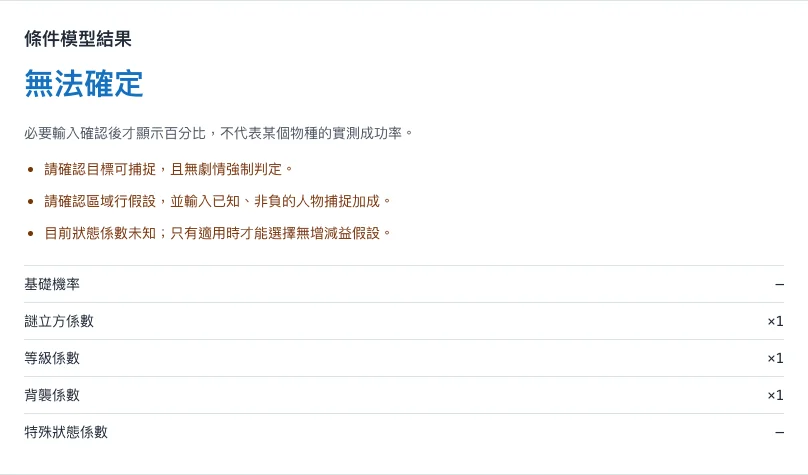 條件模型結果
無法確定
必要輸入確認後才顯示百分比，不代表某個物種的實測成功率。
• 請確認目標可捕捉，且無劇情強制判定。
• 請確認區域行假設，並輸入已知、非負的人物捕捉加成。
• 目前狀態係數未知；只有適用時才能選擇無增減益假設。
基礎機率 —
謎立方係數 ×1
等級係數 ×1
背襲係數 ×1
特殊狀態係數 —